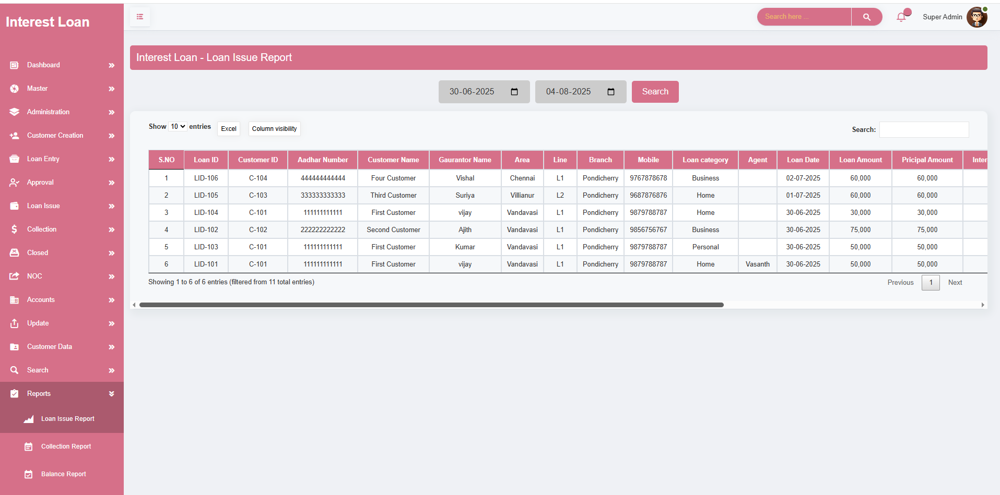 Interest Loan
Search here ...
Super Admin
Dashboard
Master
Administration
Customer Creation
Loan Entry
Approval
Loan Issue
Collection
Closed
NOC
Accounts
Update
Customer Data
Search
Reports
Loan Issue Report
Collection Report
Balance Report
Interest Loan - Loan Issue Report
30-06-2025 04-08-2025 Search
Show 10 entries Excel Column visibility Search:
S.NO Loan ID Customer ID Aadhar Number Customer Name Gaurantor Name Area Line Branch Mobile Loan category Agent Loan Date Loan Amount Pricipal Amount Inter
1 LID-106 C-104 444444444444 Four Customer Vishal Chennai L1 Pondicherry 9767878678 Business 02-07-2025 60,000 60,000
2 LID-105 C-103 333333333333 Third Customer Suriya Villianur L2 Pondicherry 9687876876 Home 01-07-2025 60,000 60,000
3 LID-104 C-101 111111111111 First Customer vijay Vandavasi L1 Pondicherry 9879788787 Home 30-06-2025 30,000 30,000
4 LID-102 C-102 222222222222 Second Customer Ajith Vandavasi L1 Pondicherry 9856756767 Business 30-06-2025 75,000 75,000
5 LID-103 C-101 111111111111 First Customer Kumar Vandavasi L1 Pondicherry 9879788787 Personal 30-06-2025 50,000 50,000
6 LID-101 C-101 111111111111 First Customer vijay Vandavasi L1 Pondicherry 9879788787 Home Vasanth 30-06-2025 50,000 50,000
Showing 1 to 6 of 6 entries (filtered from 11 total entries) Previous 1 Next